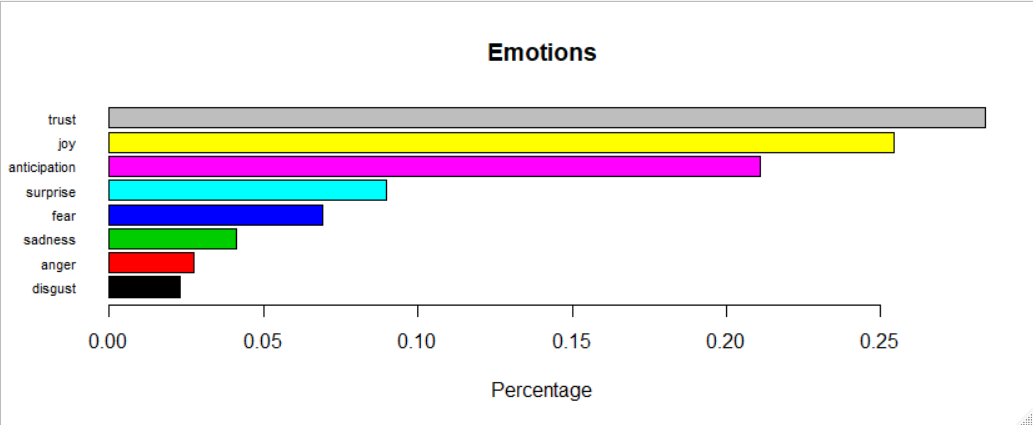 Emotions
trust
joy
anticipation
surprise
fear
sadness
anger
disgust
0.00 0.05 0.10 0.15 0.20 0.25
Percentage